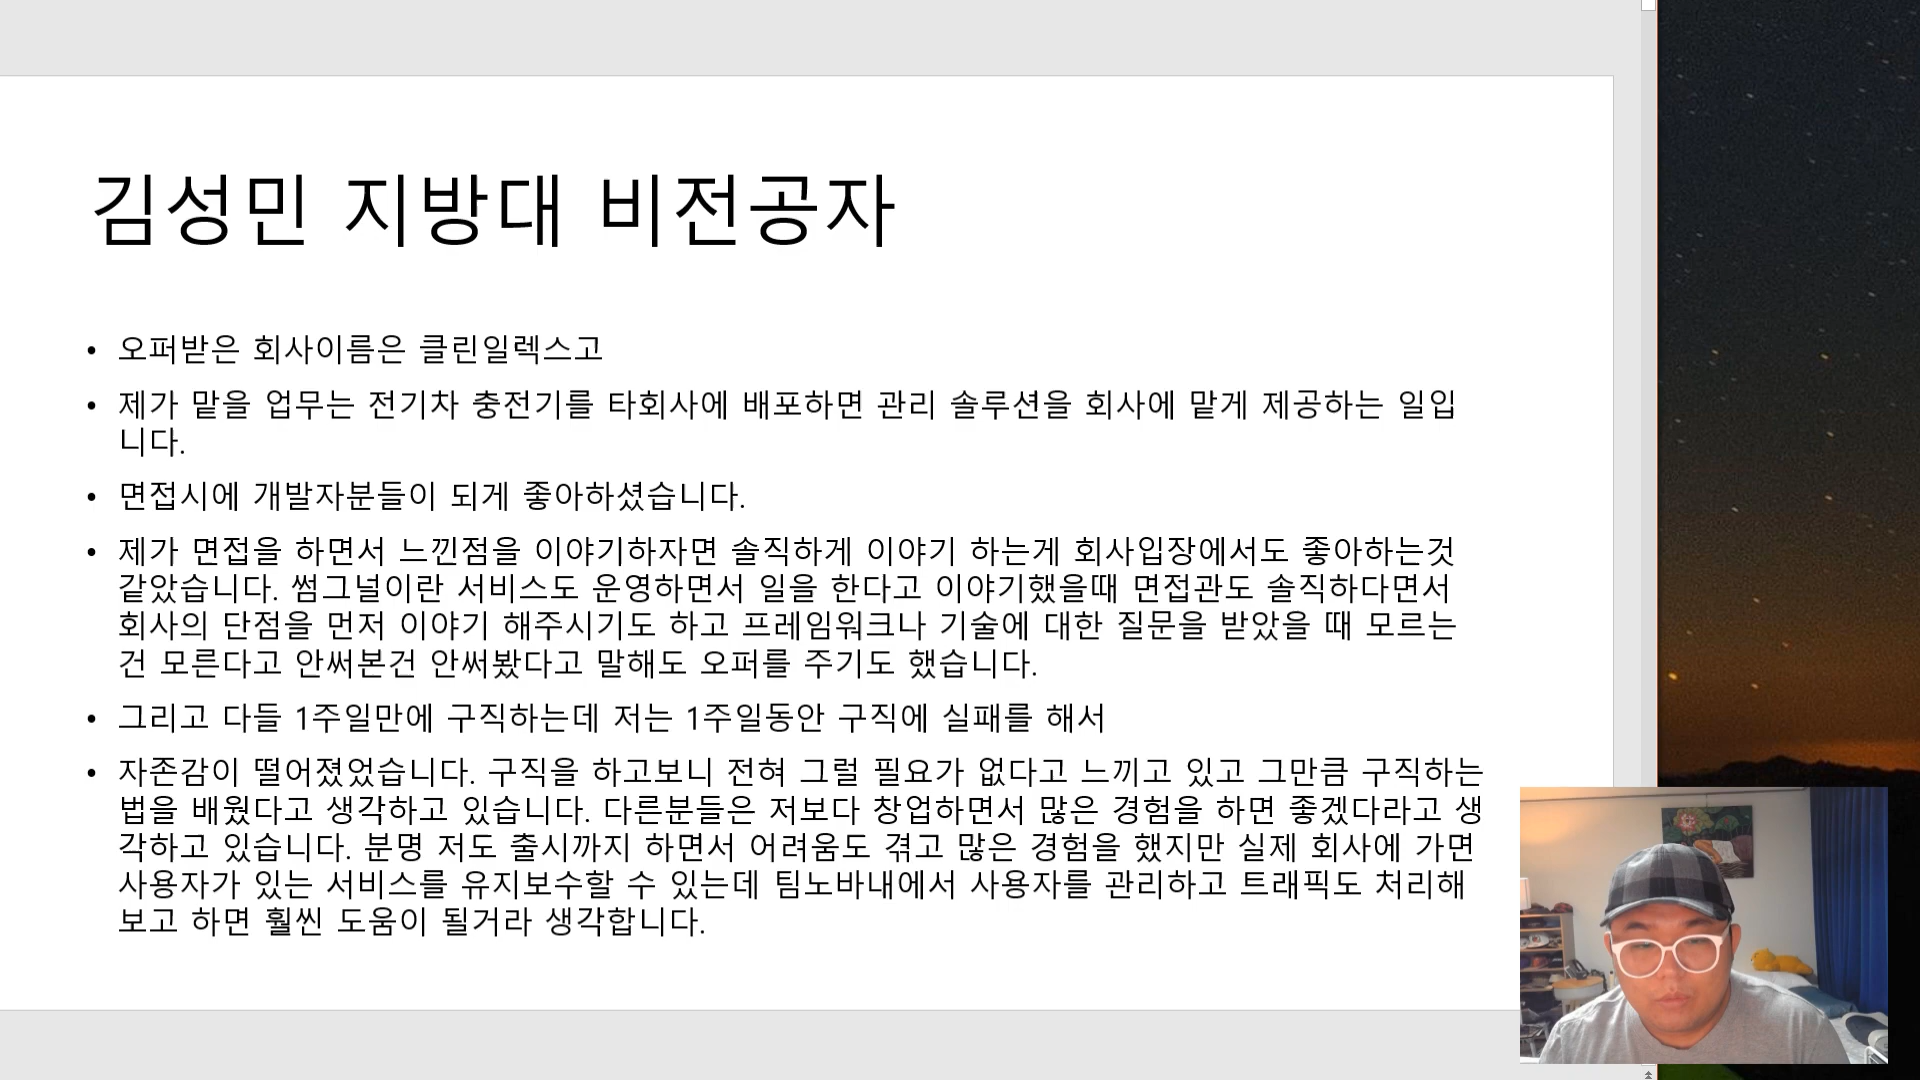 김성민 지방대 비전공자
• 오퍼받은 회사이름은 클린일렉스고
• 제가 맡을 업무는 전기차 충전기를 타회사에 배포하면 관리 솔루션을 회사에 맡게 제공하는 일입
니다.
• 면접시에 개발자분들이 되게 좋아하셨습니다.
• 제가 면접을 하면서 느낀점을 이야기하자면 솔직하게 이야기 하는게 회사입장에서도 좋아하는것
같았습니다. 썸그널이란 서비스도 운영하면서 일을 한다고 이야기했을때 면접관도 솔직하다면서
회사의 단점을 먼저 이야기 해주시기도 하고 프레임워크나 기술에 대한 질문을 받았을 때 모르는
건 모른다고 안써본건 안써봤다고 말해도 오퍼를 주기도 했습니다.
• 그리고 다들 1주일만에 구직하는데 저는 1주일동안 구직에 실패를 해서
• 자존감이 떨어졌었습니다. 구직을 하고보니 전혀 그럴 필요가 없다고 느끼고 있고 그만큼 구직하는
법을 배웠다고 생각하고 있습니다. 다른분들은 저보다 창업하면서 많은 경험을 하면 좋겠다라고 생
각하고 있습니다. 분명 저도 출시까지 하면서 어려움도 겪고 많은 경험을 했지만 실제 회사에 가면
사용자가 있는 서비스를 유지보수할 수 있는데 팀노바내에서 사용자를 관리하고 트래픽도 처리해
보고 하면 훨씬 도움이 될거라 생각합니다.